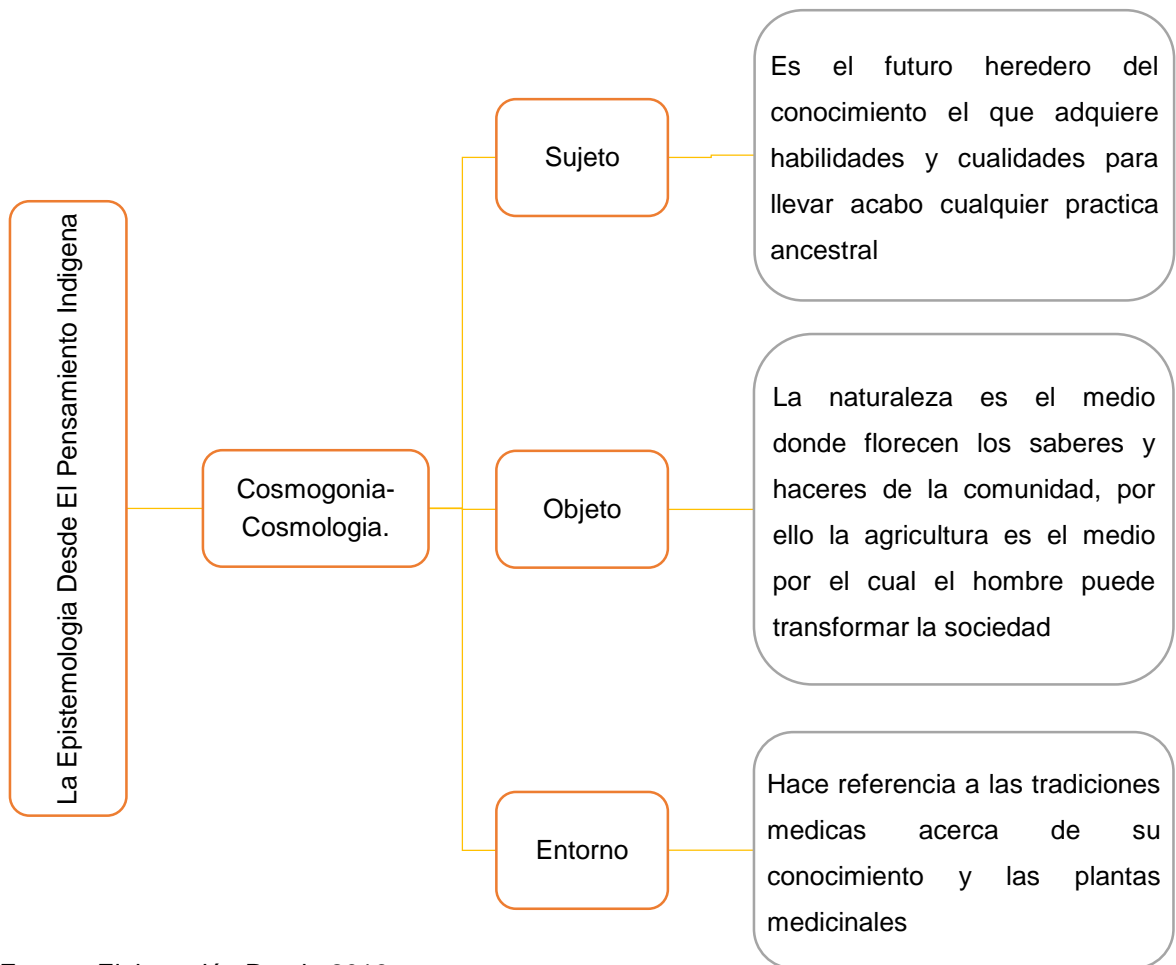 La Epistemologia Desde El Pensamiento Indigena
Cosmogonia-
Cosmologia.
Sujeto
Es el futuro heredero del
conocimiento el que adquiere
habilidades y cualidades para
llevar acabo cualquier practica
ancestral
Objeto
La naturaleza es el medio
donde florecen los saberes y
haceres de la comunidad, por
ello la agricultura es el medio
por el cual el hombre puede
transformar la sociedad
Entorno
Hace referencia a las tradiciones
medicas acerca de su
conocimiento y las plantas
medicinales